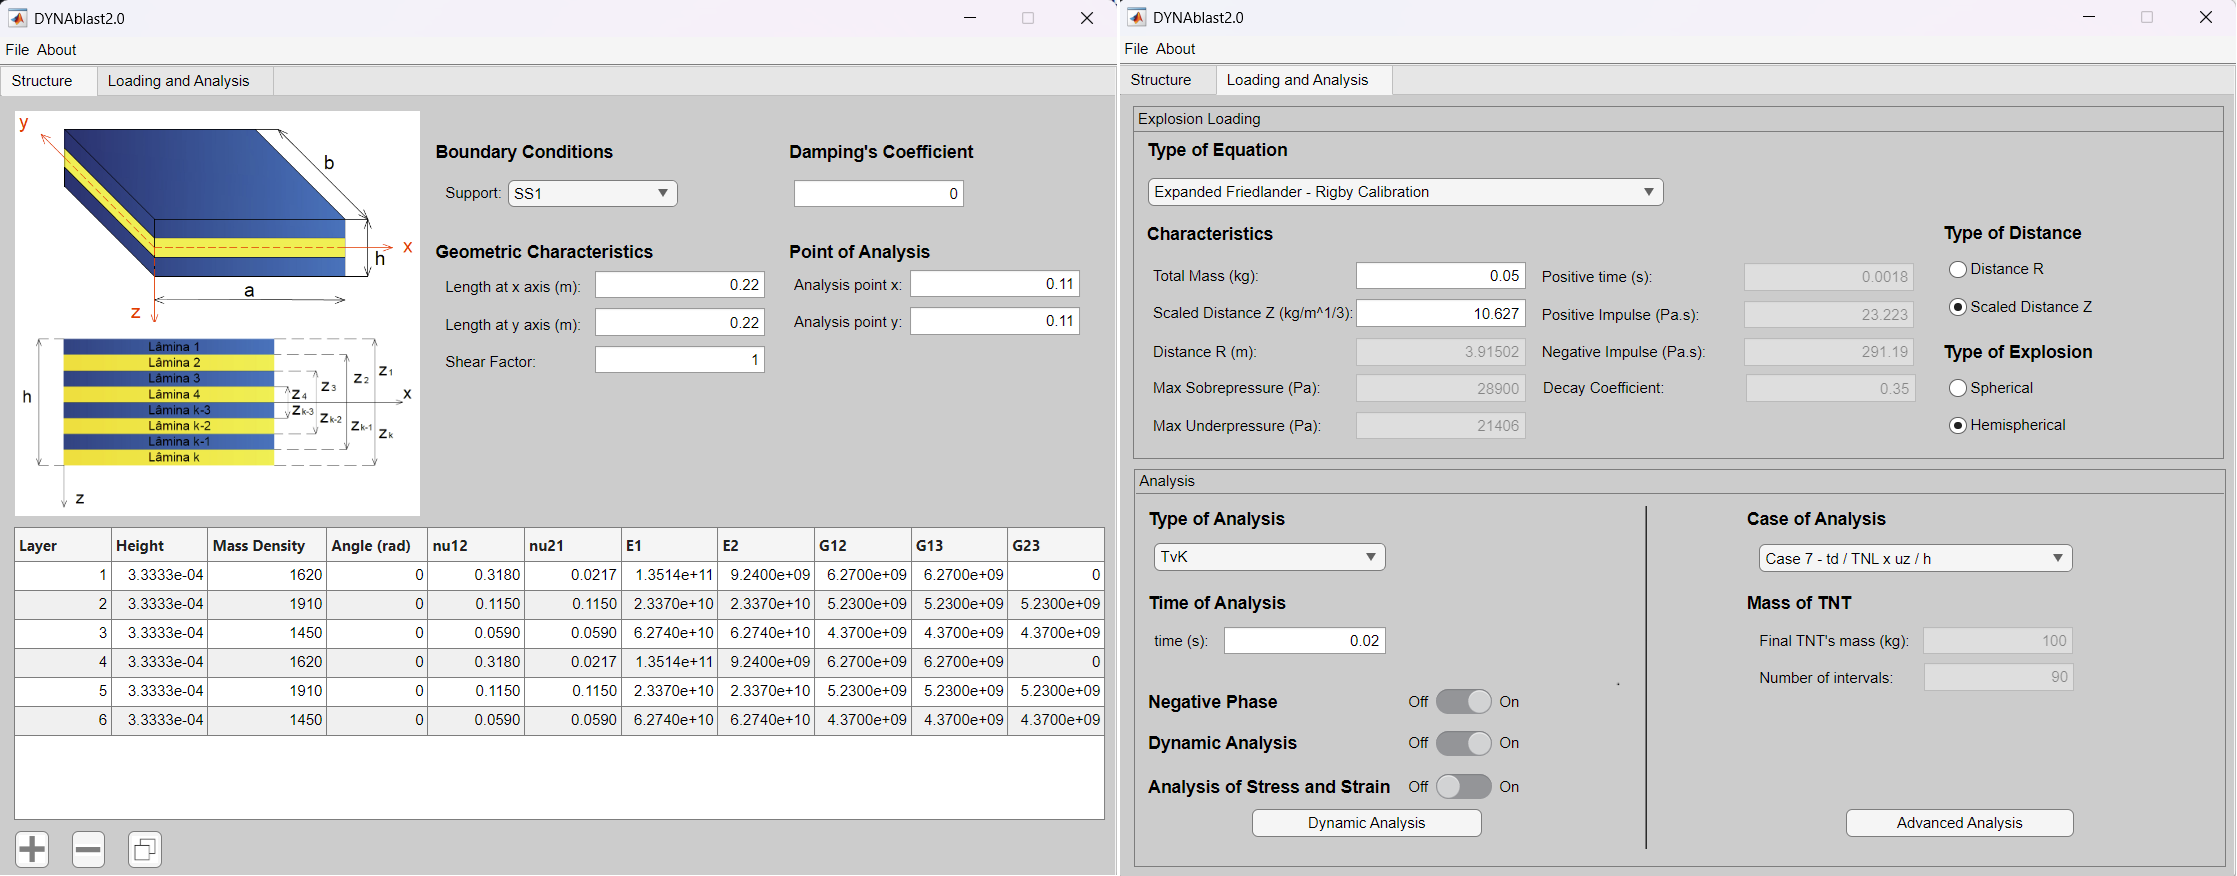 DYNAblast2.0
File About
Structure Loading and Analysis
y
b
x
h
a
z
Boundary Conditions
Support: SS1
Damping's Coefficient
0
Geometric Characteristics
Length at x axis (m): 0.22
Length at y axis (m): 0.22
Shear Factor: 1
Point of Analysis
Analysis point x: 0.11
Analysis point y: 0.11
Lâmina 1
Lâmina 2
Lâmina 3
Lâmina 4
Lâmina k-3
Lâmina k-2
Lâmina k-1
Lâmina k
h
z4
zk-3
z3
zk-2
z2
zk-1
z1
zk
x
z
Layer Height Mass Density Angle (rad) nu12 nu21 E1 E2 G12 G13 G23
1 3.3333e-04 1620 0 0.3180 0.0217 1.3514e+11 9.2400e+09 6.2700e+09 6.2700e+09 0
2 3.3333e-04 1910 0 0.1150 0.1150 2.3370e+10 2.3370e+10 5.2300e+09 5.2300e+09 5.2300e+09
3 3.3333e-04 1450 0 0.0590 0.0590 6.2740e+10 6.2740e+10 4.3700e+09 4.3700e+09 4.3700e+09
4 3.3333e-04 1620 0 0.3180 0.0217 1.3514e+11 9.2400e+09 6.2700e+09 6.2700e+09 0
5 3.3333e-04 1910 0 0.1150 0.1150 2.3370e+10 2.3370e+10 5.2300e+09 5.2300e+09 5.2300e+09
6 3.3333e-04 1450 0 0.0590 0.0590 6.2740e+10 6.2740e+10 4.3700e+09 4.3700e+09 4.3700e+09
DYNAblast2.0
File About
Structure Loading and Analysis
Explosion Loading
Type of Equation
Expanded Friedlander - Rigby Calibration
Characteristics
Total Mass (kg): 0.05
Scaled Distance Z (kg/m^1/3): 10.627
Distance R (m): 3.91502
Max Sobrepressure (Pa): 28900
Max Underpressure (Pa): 21406
Positive time (s): 0.0018
Positive Impulse (Pa.s): 23.223
Negative Impulse (Pa.s): 291.19
Decay Coefficient: 0.35
Type of Distance
Distance R
Scaled Distance Z
Type of Explosion
Spherical
Hemispherical
Analysis
Type of Analysis
TvK
Time of Analysis
time (s): 0.02
Negative Phase Off On
Dynamic Analysis Off On
Analysis of Stress and Strain Off On
Dynamic Analysis
Case of Analysis
Case 7 - td / TNL x uz / h
Mass of TNT
Final TNT's mass (kg): 100
Number of intervals: 90
Advanced Analysis